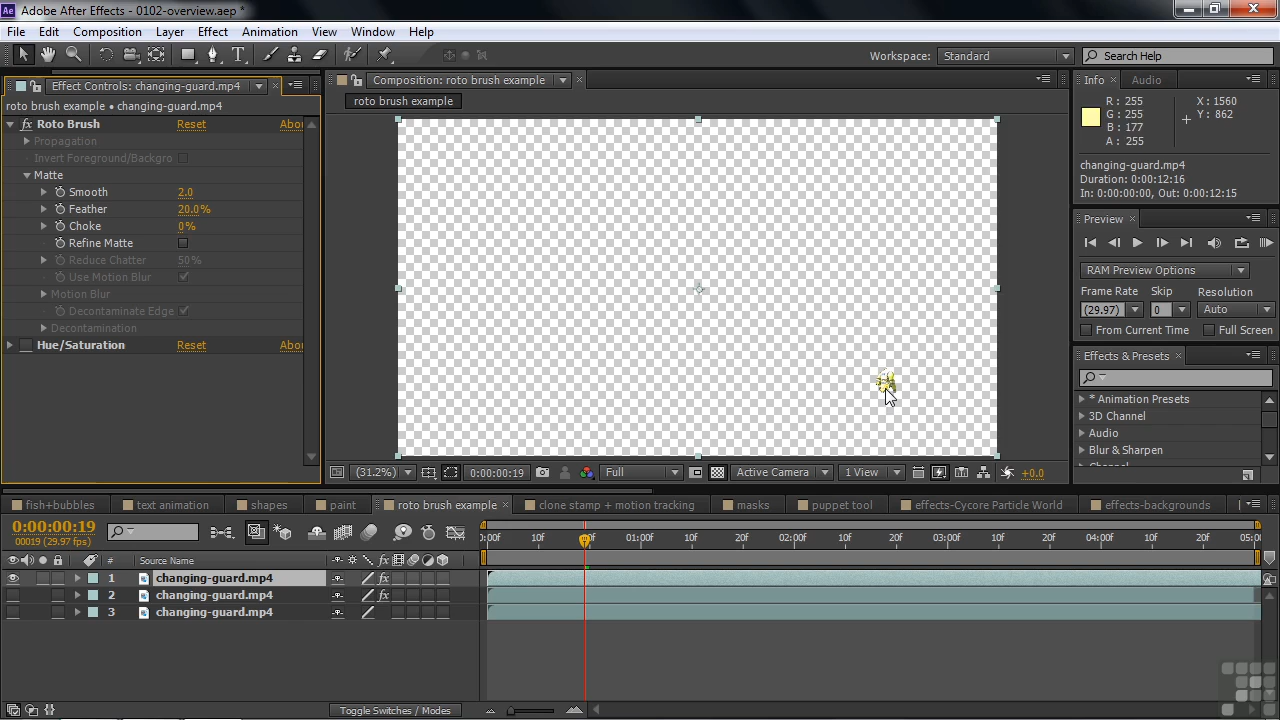 Adobe After Effects - 0102-overview.aep *
File Edit Composition Layer Effect Animation View Window Help
Workspace: Standard Search Help
Effect Controls: changing-guard.mp4
roto brush example • changing-guard.mp4
fx Roto Brush Reset Abou
Propagation
Invert Foreground/Backgro
Matte
Smooth 2.0
Feather 20.0%
Choke 0%
Refine Matte
Reduce Chatter 50%
Use Motion Blur
Motion Blur
Decontaminate Edge
Decontamination
Hue/Saturation Reset Abou
Composition: roto brush example
roto brush example
(31.2%) 0:00:00:19 Full Active Camera 1 View +0.0
Info Audio
R : 255 X : 1560
G : 255 Y : 862
B : 177
A : 255
changing-guard.mp4
Duration: 0:00:12:16
In: 0:00:00:00, Out: 0:00:12:15
Preview
RAM Preview Options
Frame Rate Skip Resolution
(29.97) 0 Auto
From Current Time Full Screen
Effects & Presets
* Animation Presets
3D Channel
Audio
Blur & Sharpen
fish+bubbles text animation shapes paint roto brush example clone stamp + motion tracking masks puppet tool effects-Cycore Particle World effects-backgrounds
0:00:00:19
00019 (29.97 fps)
0:00f 10f 20f 01:00f 10f 20f 02:00f 10f 20f 03:00f 10f 20f 04:00f 10f 20f 05:0
# Source Name fx
1 changing-guard.mp4 fx
2 changing-guard.mp4 fx
3 changing-guard.mp4
Toggle Switches / Modes